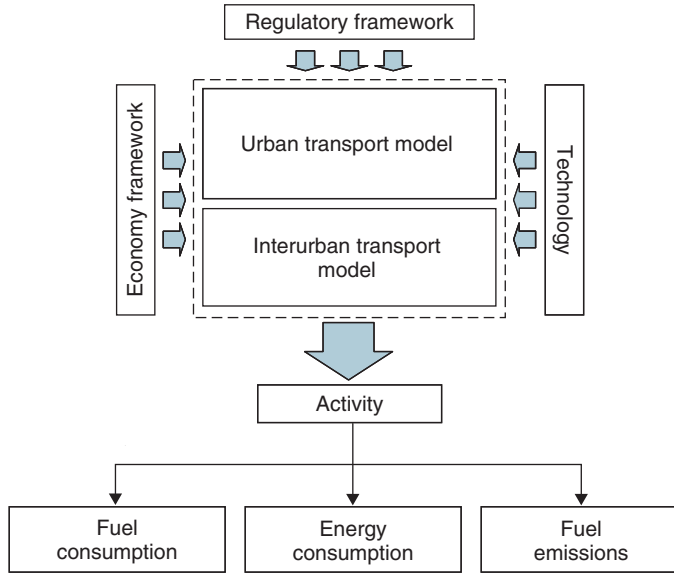 Regulatory framework
Economy framework
Urban transport model
Technology
Interurban transport
model
Activity
Fuel
consumption
Energy
consumption
Fuel
emissions